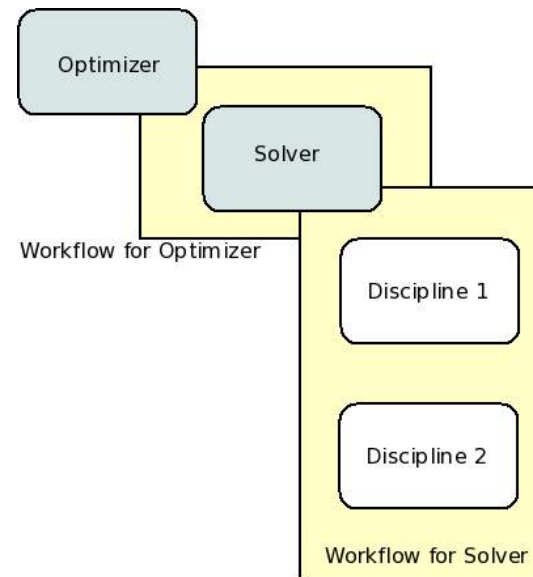 Optimizer
Solver
Workflow for Optimizer
Discipline 1
Discipline 2
Workflow for Solver